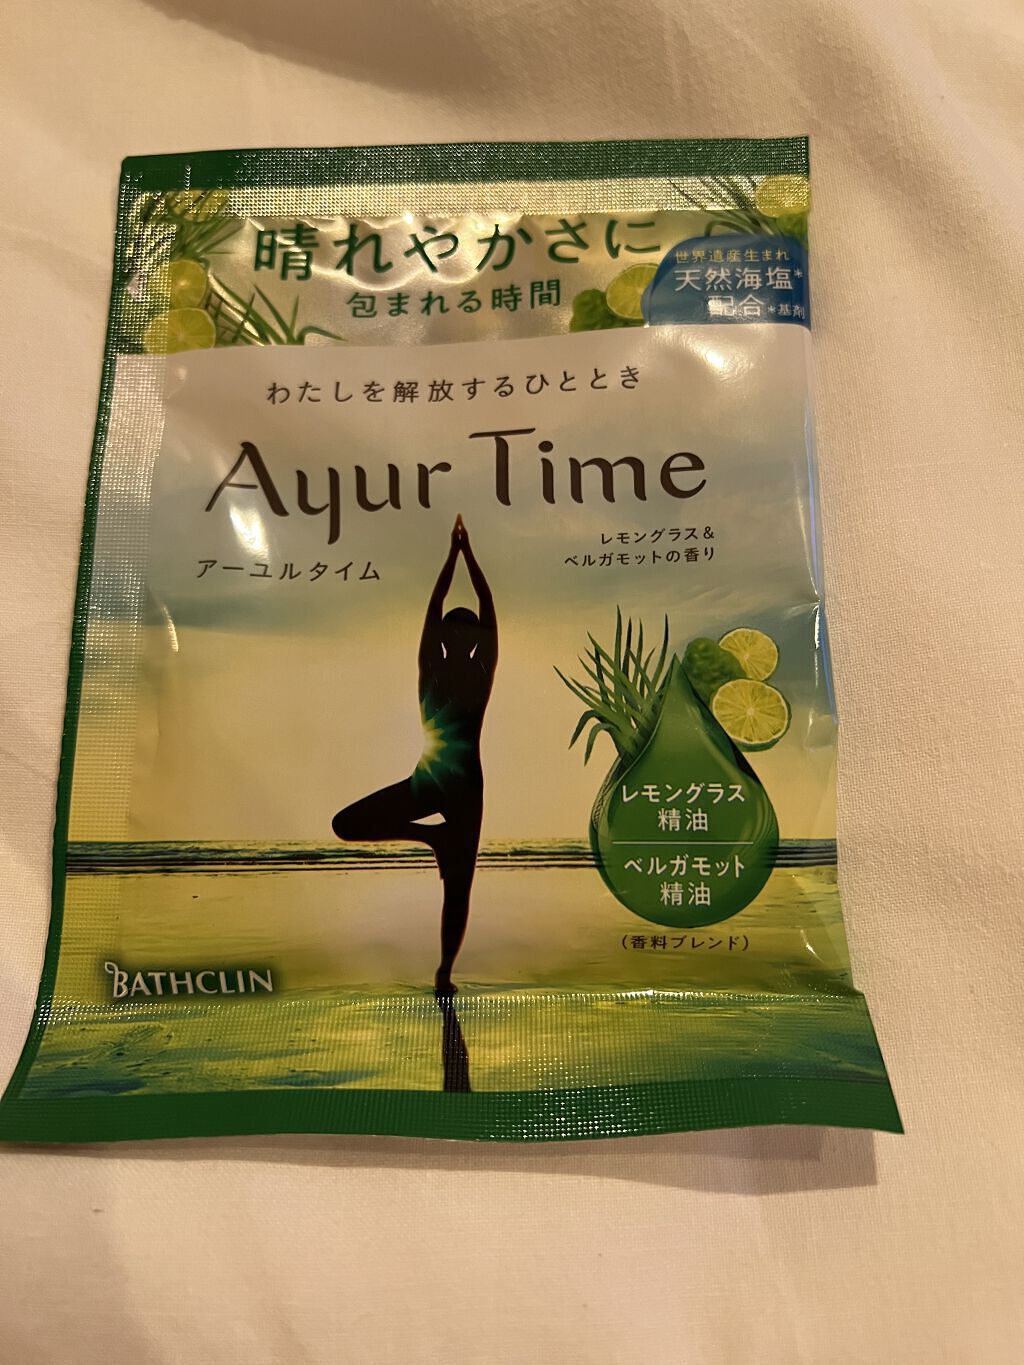 晴れやかさに
包まれる時間
世界遺産生まれ
天然海塩*
配合 *基剤
わたしを解放するひととき
Ayur Time
アーユルタイム
レモングラス&
ベルガモットの香り
レモングラス
精油
ベルガモット
精油
(香料ブレンド)
BATHCLIN